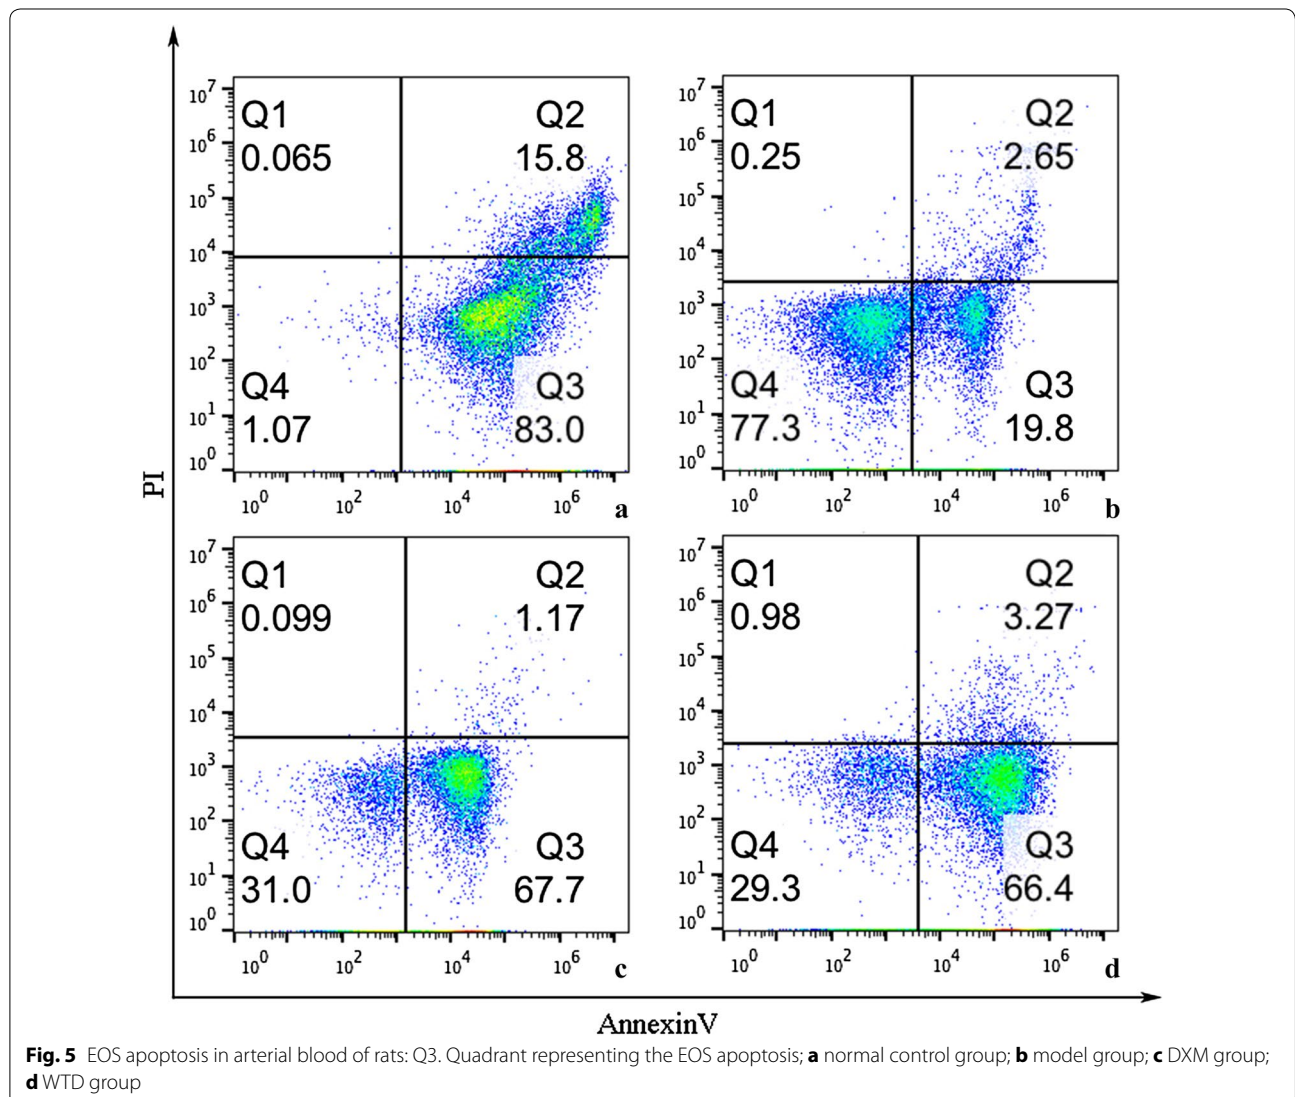 Q1
0.065
Q2
15.8
Q4
1.07
Q3
83.0
10^7
10^6
10^5
10^4
10^3
10^2
10^1
10^0
10^0 10^2 10^4 10^6
a
Q1
0.25
Q2
2.65
Q4
77.3
Q3
19.8
10^7
10^6
10^5
10^4
10^3
10^2
10^1
10^0
10^0 10^2 10^4 10^6
b
PI
Q1
0.099
Q2
1.17
Q4
31.0
Q3
67.7
10^7
10^6
10^5
10^4
10^3
10^2
10^1
10^0
10^0 10^2 10^4 10^6
c
Q1
0.98
Q2
3.27
Q4
29.3
Q3
66.4
10^7
10^6
10^5
10^4
10^3
10^2
10^1
10^0
10^0 10^2 10^4 10^6
d
AnnexinV
Fig. 5 EOS apoptosis in arterial blood of rats: Q3. Quadrant representing the EOS apoptosis; a normal control group; b model group; c DXM group;
d WTD group